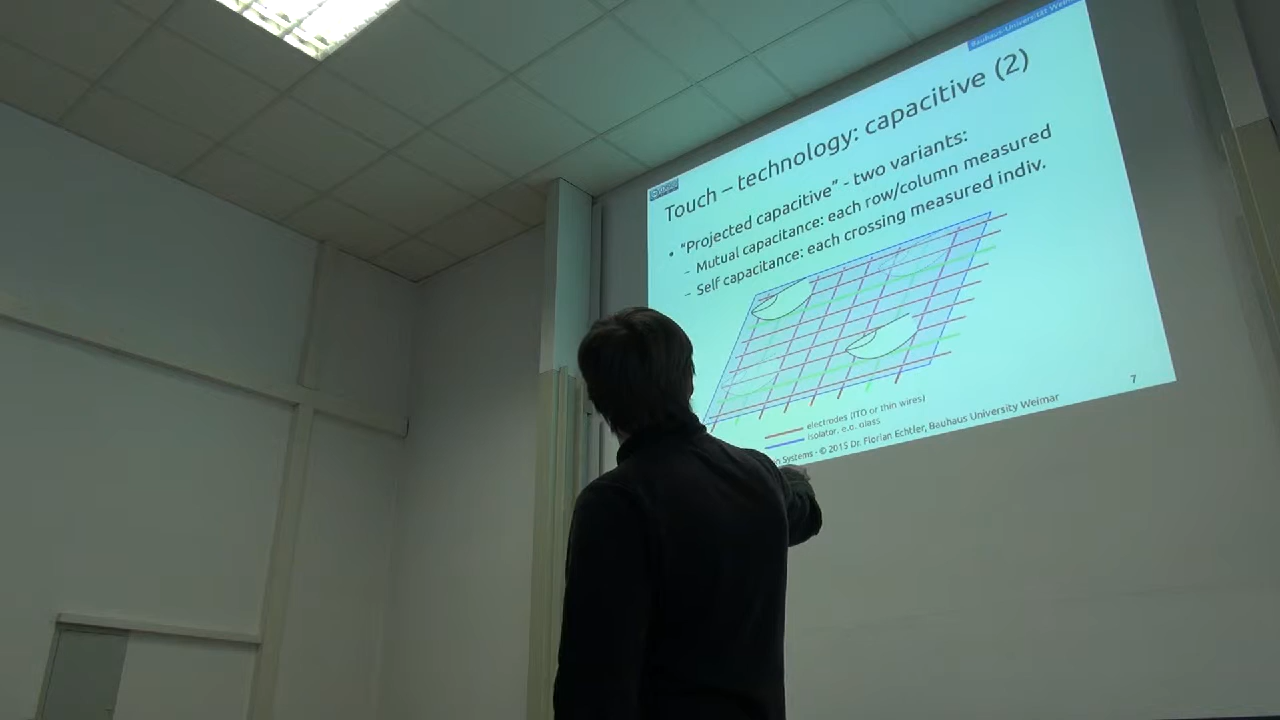 Bauhaus-Universität Weim
Touch – technology: capacitive (2)
• “Projected capacitive” - two variants:
– Mutual capacitance: each row/column measured
– Self capacitance: each crossing measured indiv.
electrodes (ITO or thin wires)
isolator, e.g. glass
Systems - © 2015 Dr. Florian Echtler, Bauhaus University Weimar
7